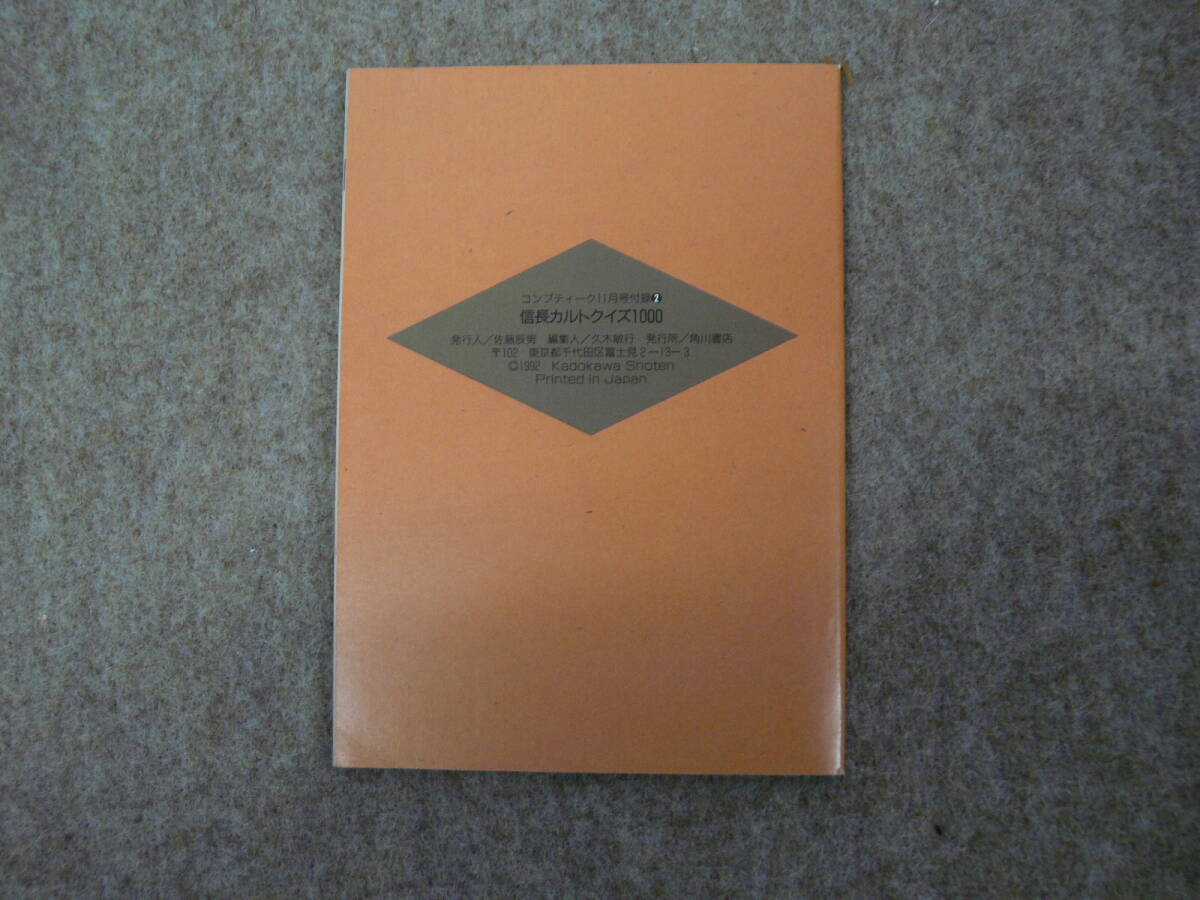 コンプティーク11月号付録❷
信長カルトクイズ1000
発行人/佐藤辰男 編集人/久木敏行 発行所/角川書店
〒102 東京都千代田区富士見2-13-3
©1992 Kadokawa Shoten
Printed in Japan